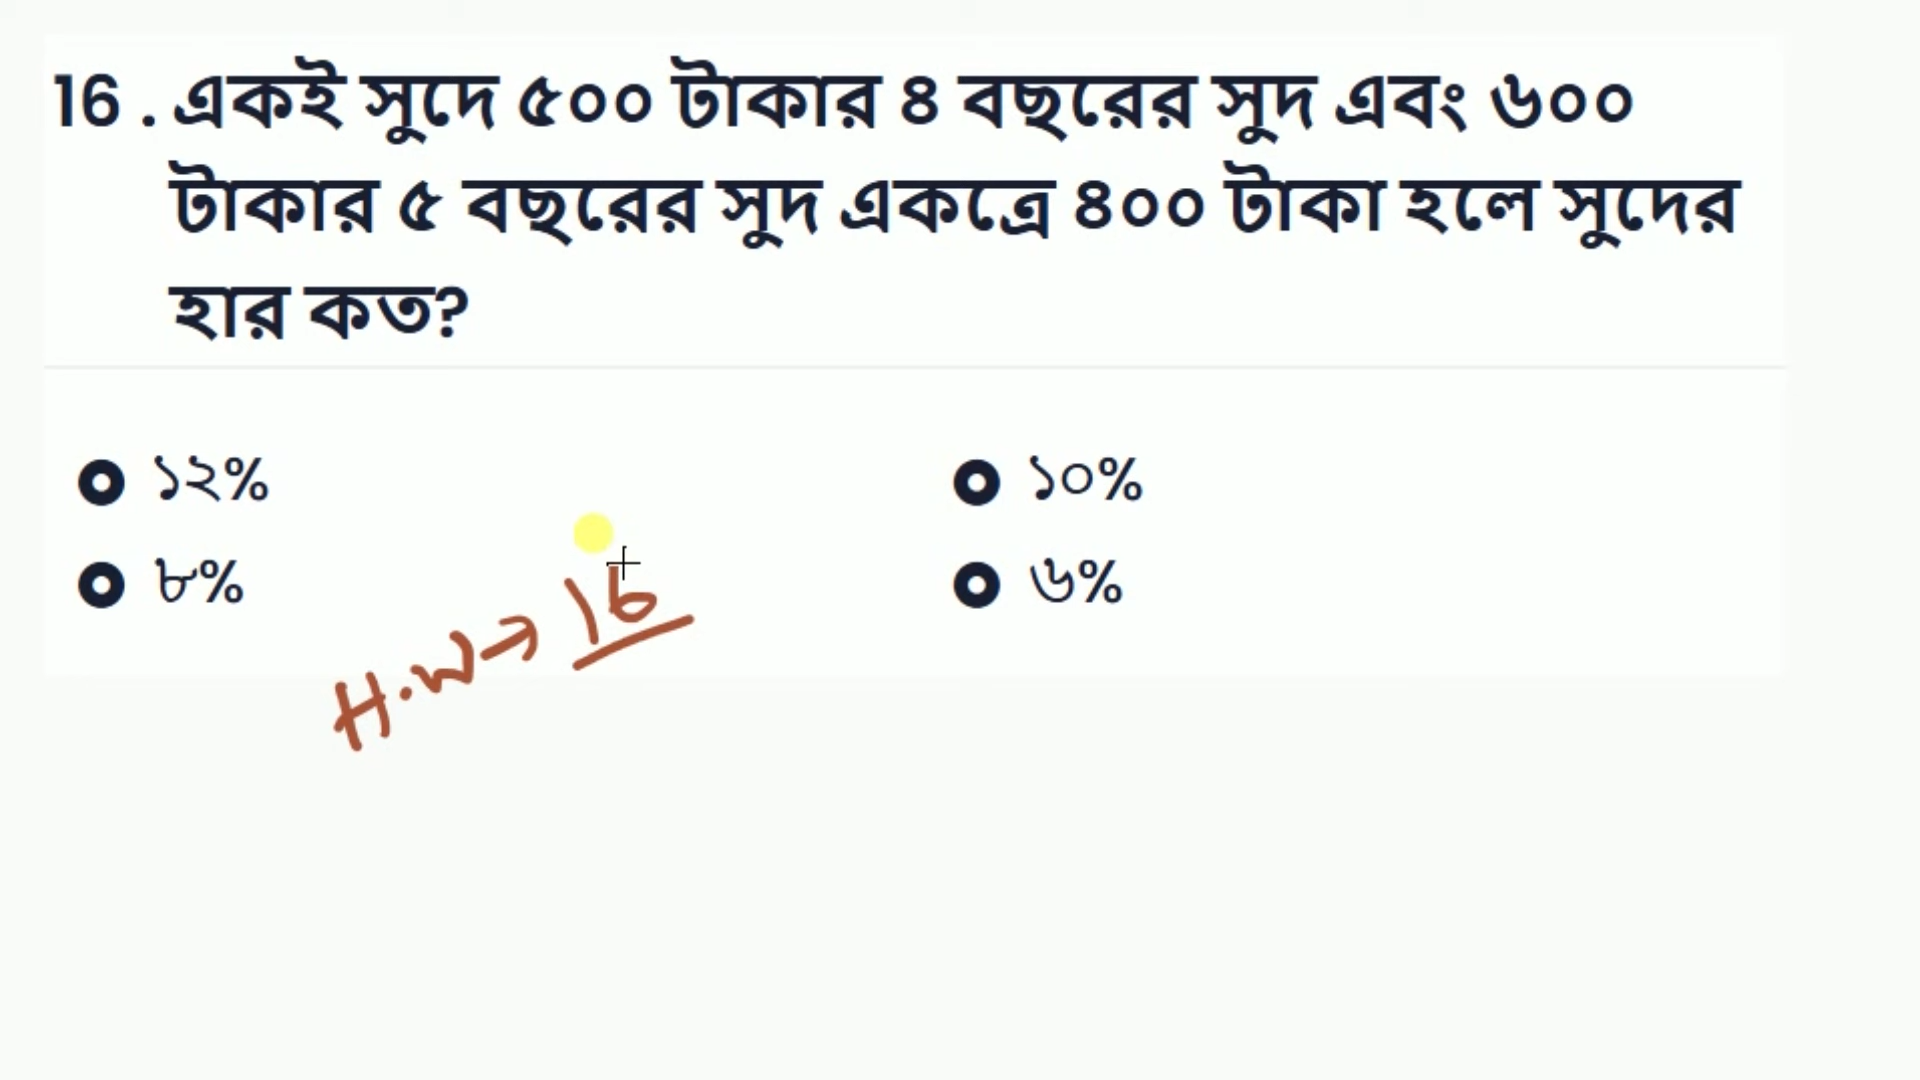 16 . একই সুদে ৫০০ টাকার ৪ বছরের সুদ এবং ৬০০
টাকার ৫ বছরের সুদ একত্রে ৪০০ টাকা হলে সুদের
হার কত?
১২%
১০%
৮%
৬%
H.W→ 16